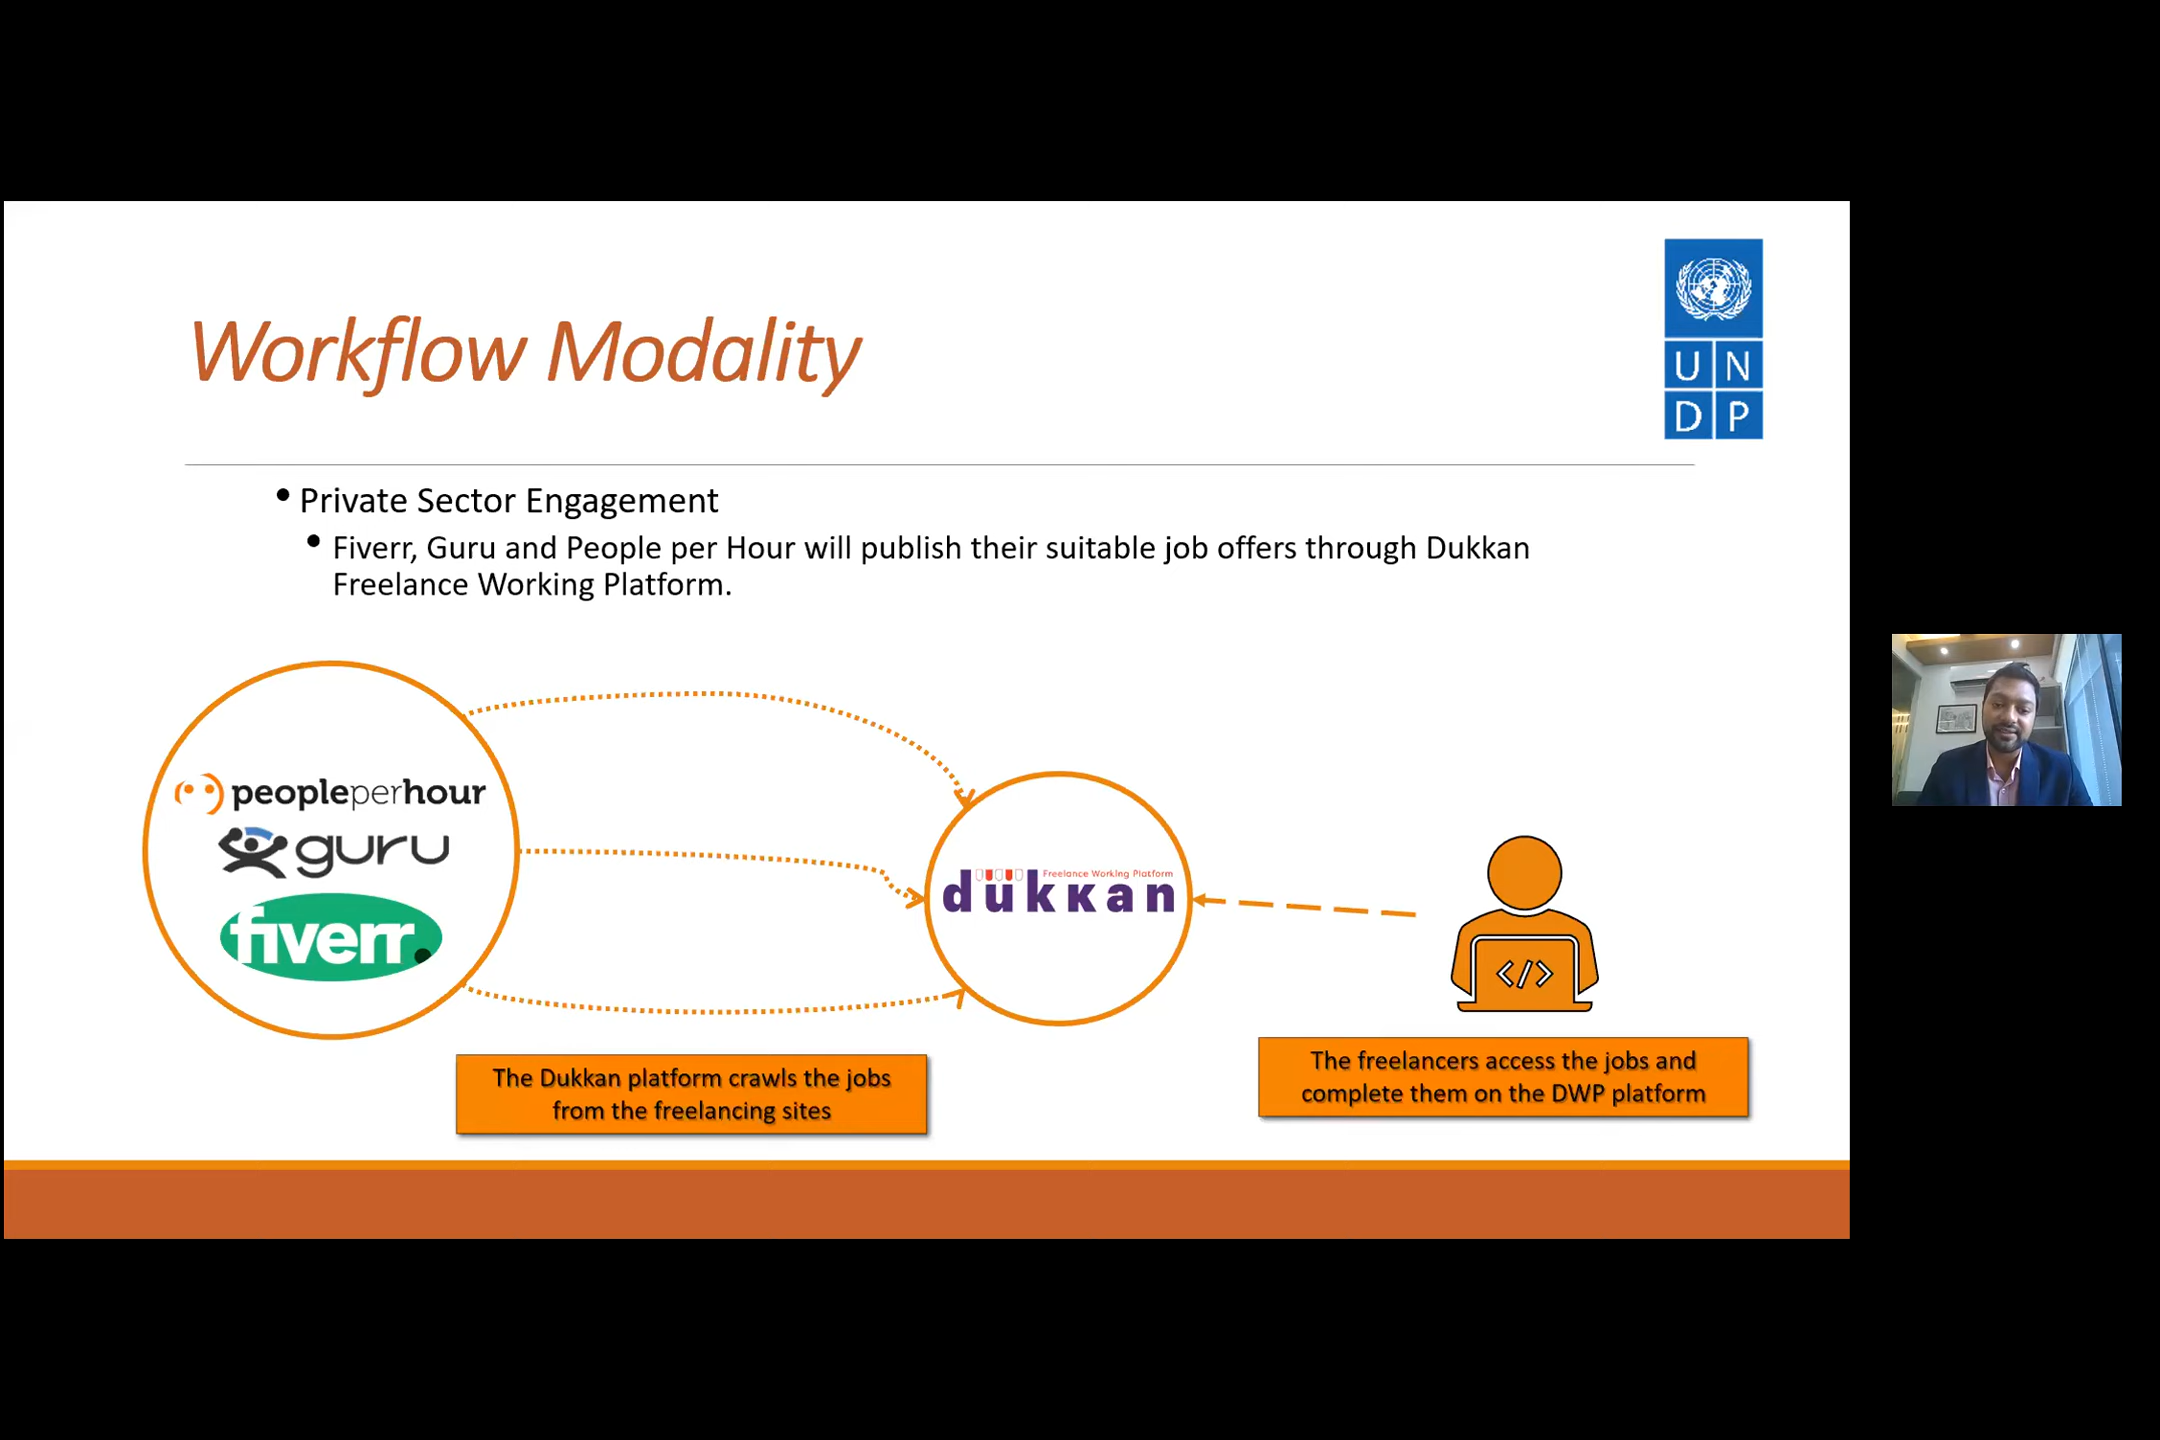 Workflow Modality
U N
D P
• Private Sector Engagement
• Fiverr, Guru and People per Hour will publish their suitable job offers through Dukkan
Freelance Working Platform.
peopleperhour
guru
fiverr.
Freelance Working Platform
dukkan
</>
The Dukkan platform crawls the jobs
from the freelancing sites
The freelancers access the jobs and
complete them on the DWP platform